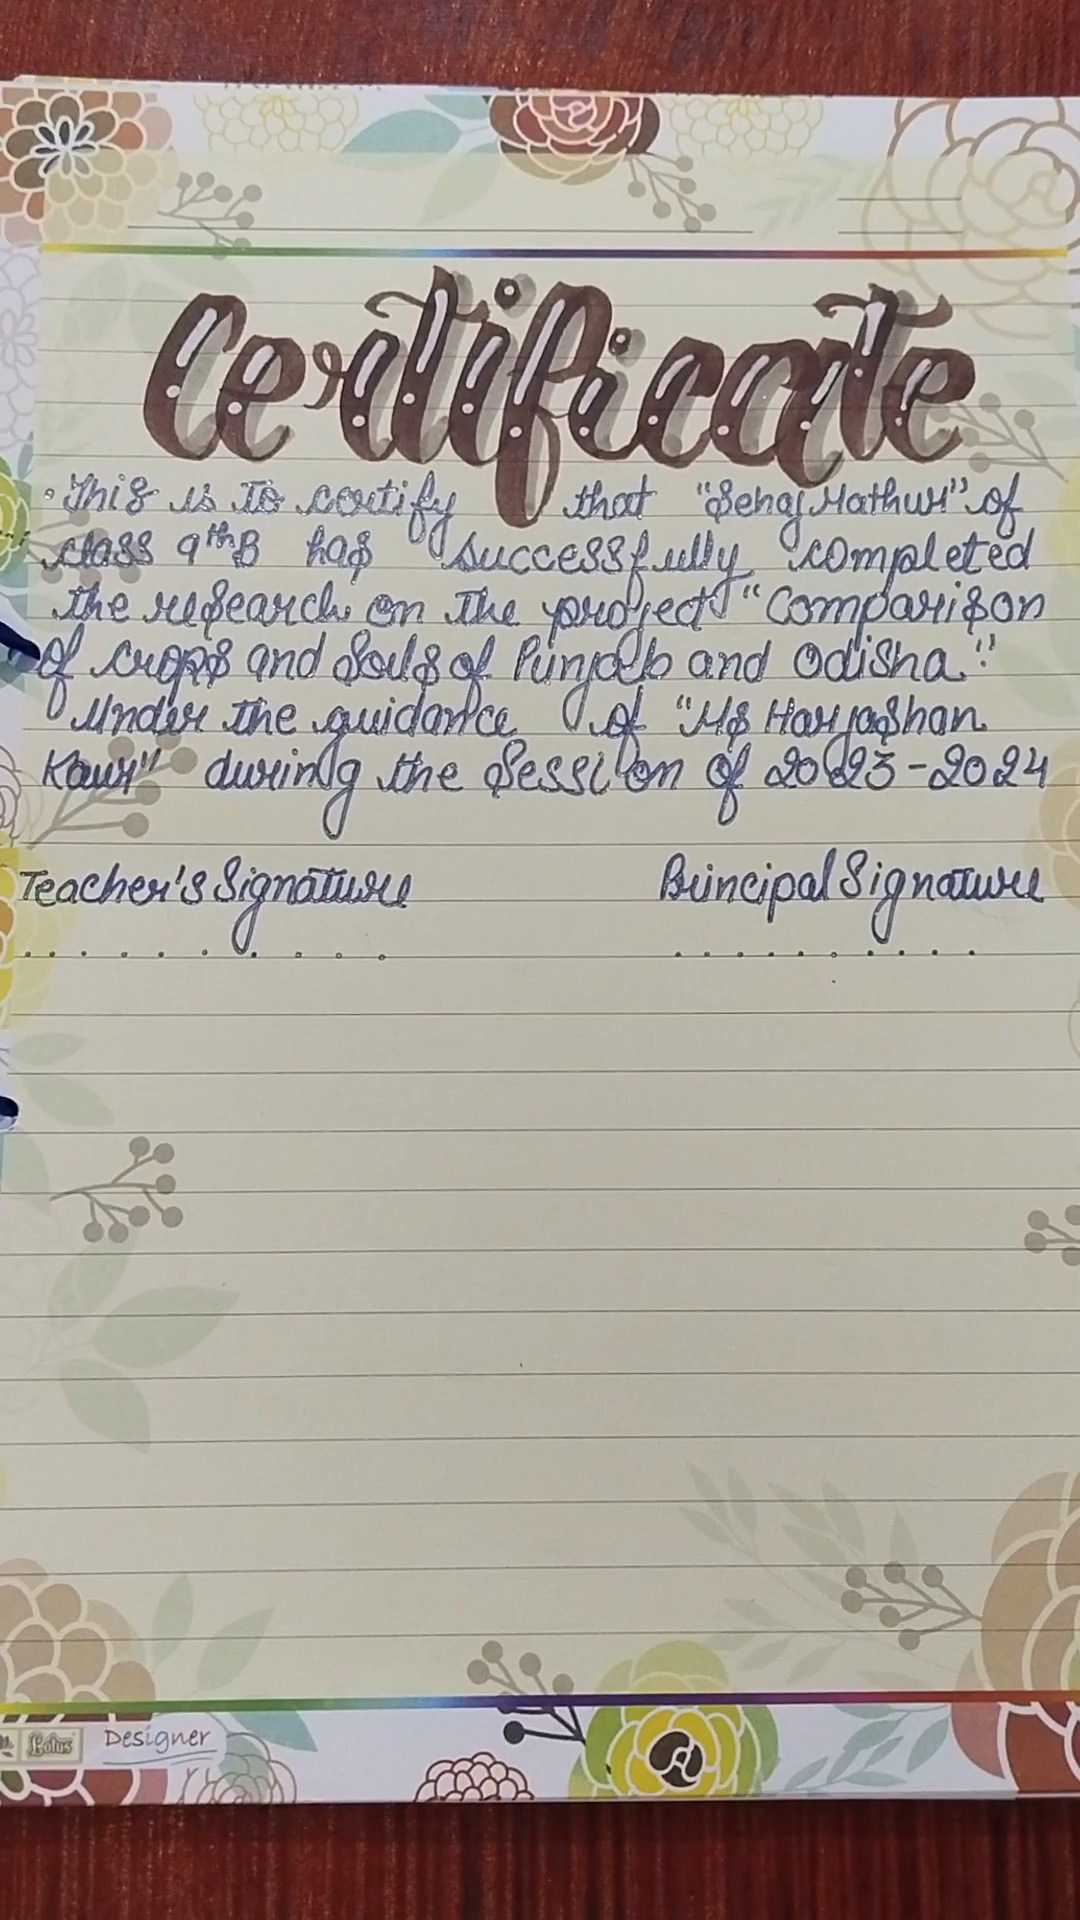 Certificate
This is to certify that "Sehaj Mathur" of
class 9th B has successfully completed
the research on the project "Comparison
of crops and Soils of Punjab and Odisha."
Under the guidance of "Ms Harjashan
Kaur" during the Session of 2023-2024
Teacher's Signature Principal Signature
Lotus Designer